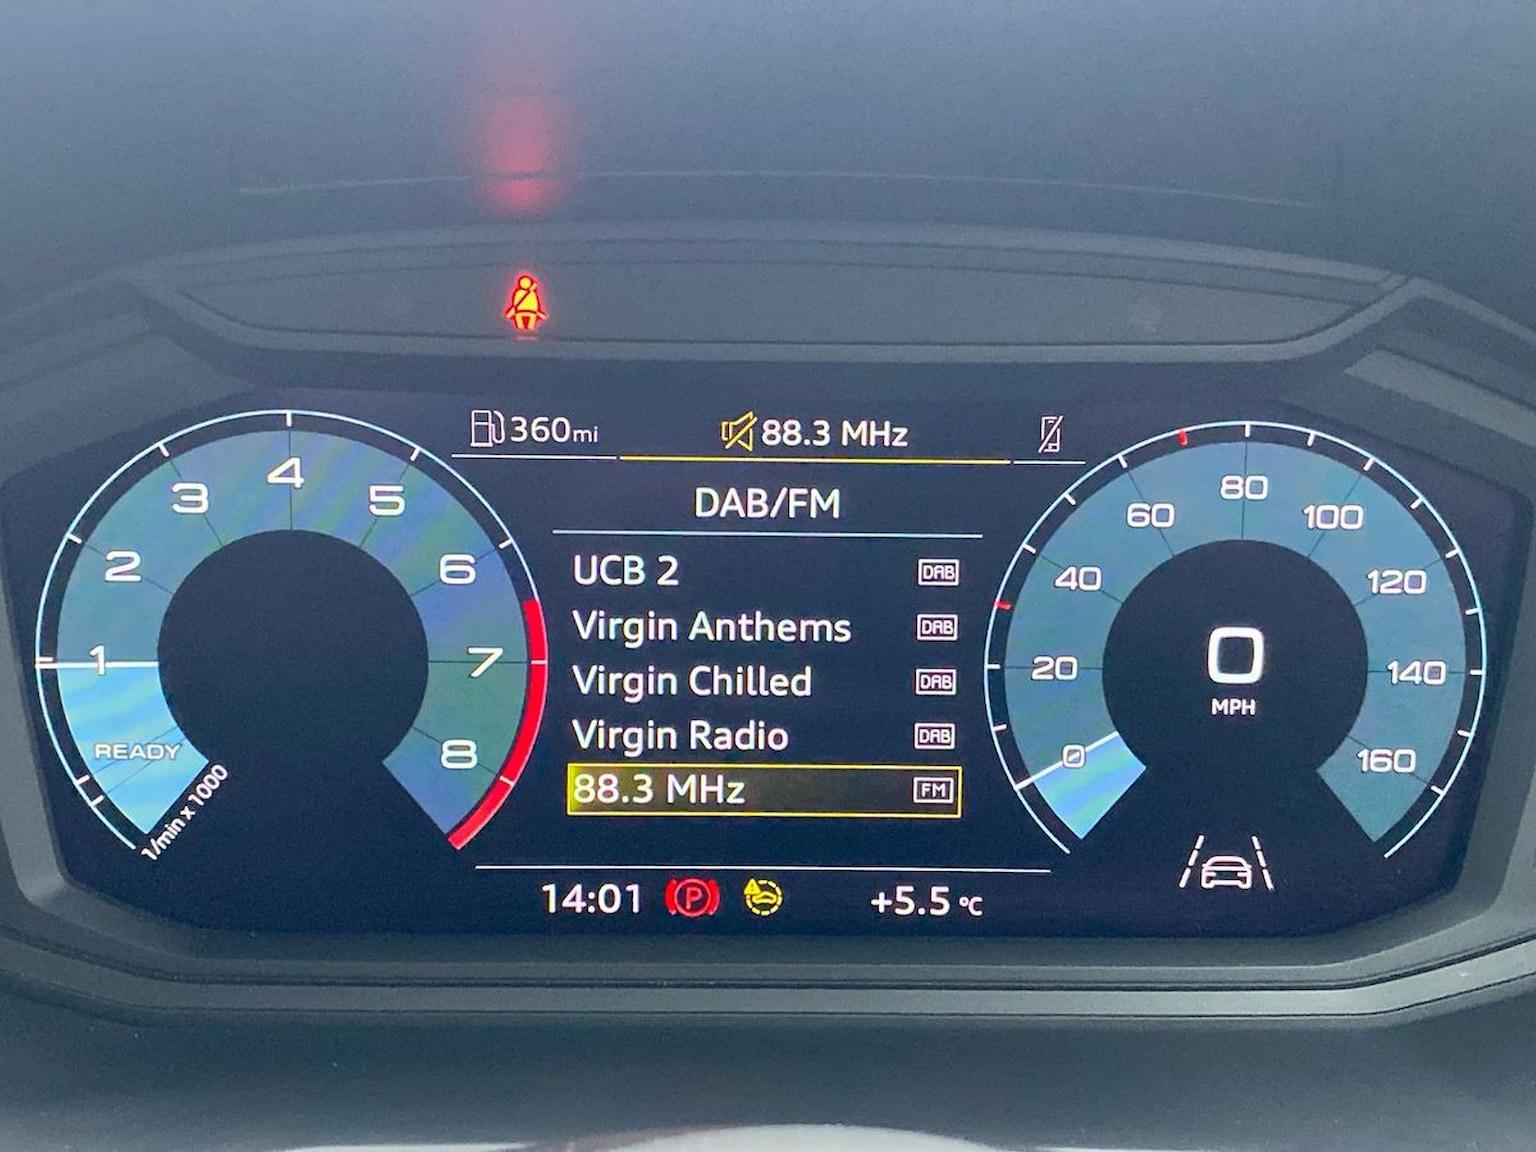 360mi
88.3 MHz
DAB/FM
UCB 2 DAB
Virgin Anthems DAB
Virgin Chilled DAB
Virgin Radio DAB
88.3 MHz FM
14:01 P +5.5 °C
READY
1
2
3
4
5
6
7
8
1/min x 1000
0
20
40
60
80
100
120
140
160
0
MPH